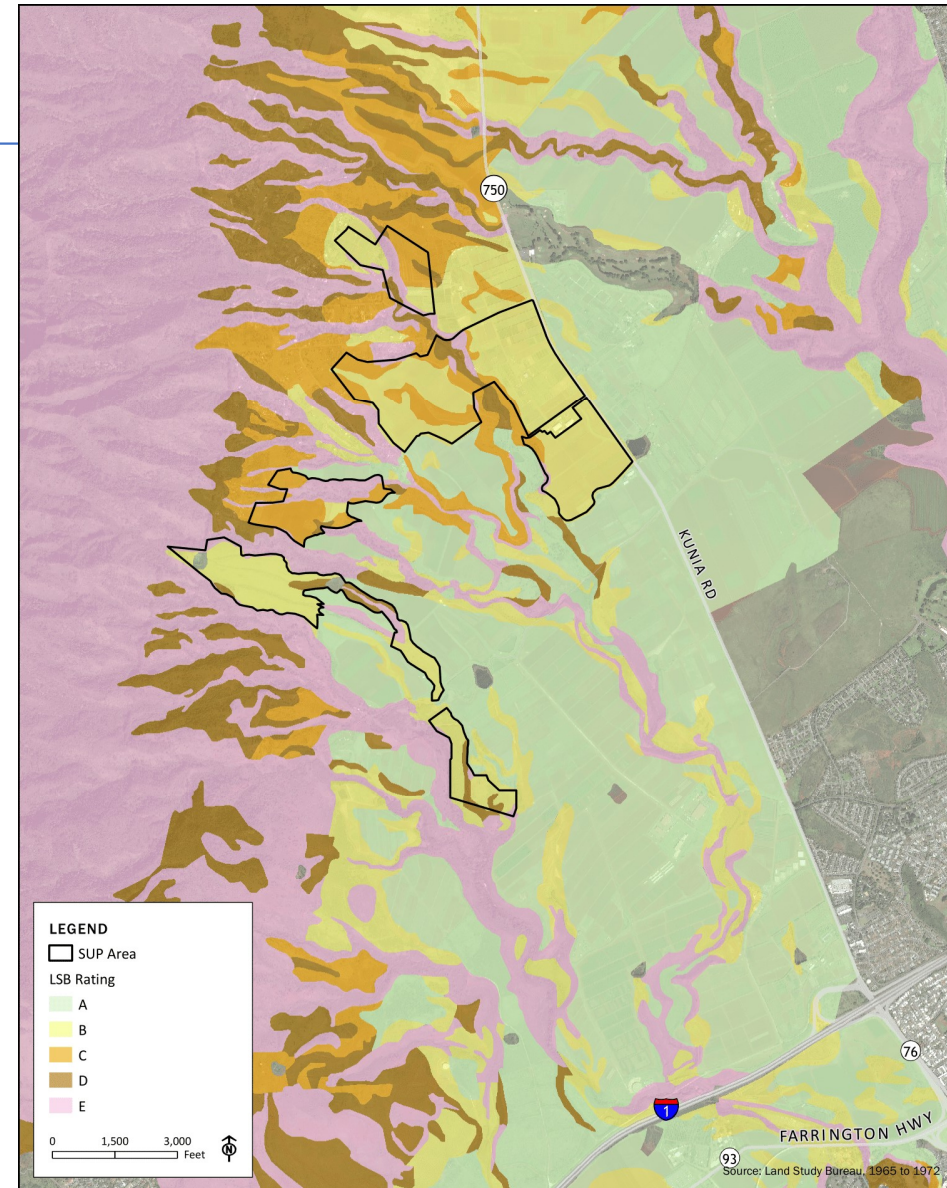 750
KUNIA RD
LEGEND
SUP Area
LSB Rating
A
B
C
D
E
0 1,500 3,000
Feet
N
1
76
FARRINGTON HWY
93
Source: Land Study Bureau, 1965 to 1972